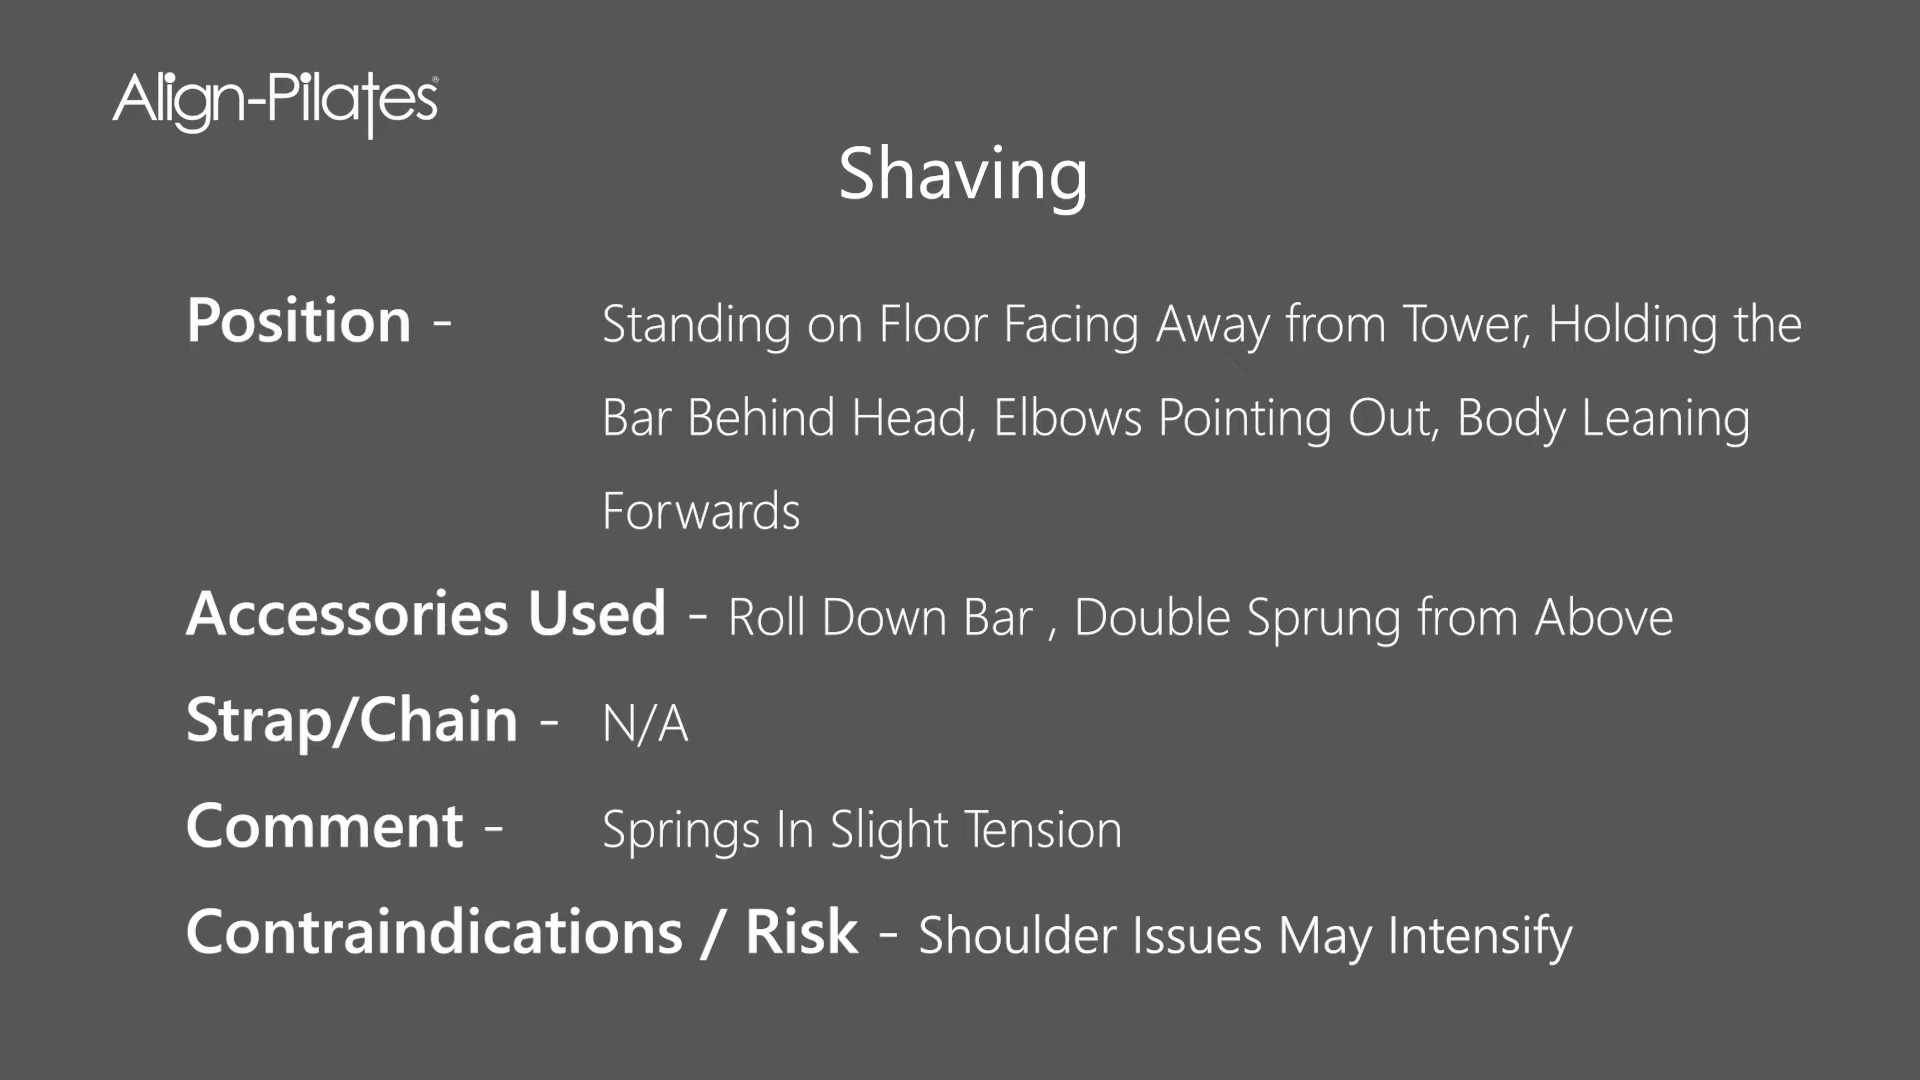 Align-Pilates®
Shaving
Position - Standing on Floor Facing Away from Tower, Holding the
Bar Behind Head, Elbows Pointing Out, Body Leaning
Forwards
Accessories Used - Roll Down Bar , Double Sprung from Above
Strap/Chain - N/A
Comment - Springs In Slight Tension
Contraindications / Risk - Shoulder Issues May Intensify